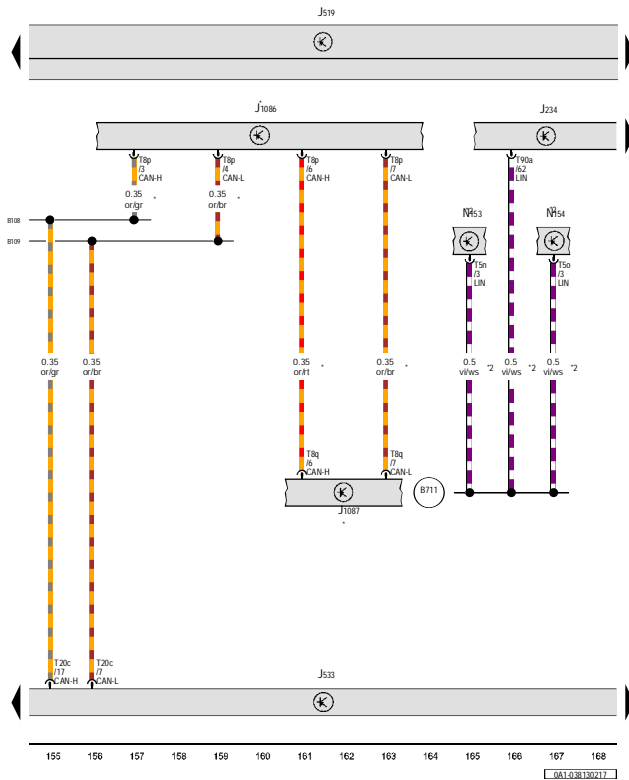 J519
J1086
*
J234
T8p
/3
CAN-H
T8p
/4
CAN-L
T8p
/6
CAN-H
T8p
/7
CAN-L
T90a
/62
LIN
0.35
or/gr
*
0.35
or/br
*
B108
B109
N153
*2
N154
*2
T5n
/3
LIN
T5o
/3
LIN
0.35
or/gr
0.35
or/br
0.35
or/rt
*
0.35
or/br
*
0.5
vi/ws
*2
0.5
vi/ws
*2
0.5
vi/ws
*2
T8q
/6
CAN-H
T8q
/7
CAN-L
B711
J1087
*
T20c
/17
CAN-H
T20c
/7
CAN-L
J533
155 156 157 158 159 160 161 162 163 164 165 166 167 168
0A1-038130217